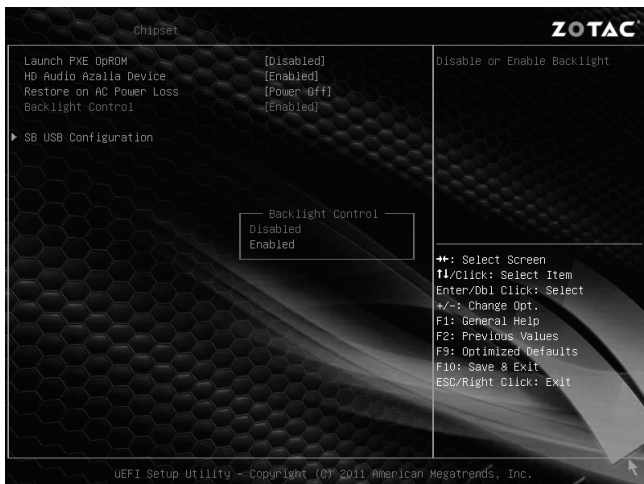 Chipset
ZOTAC
Launch PXE OpROM [Disabled]
HD Audio Azalia Device [Enabled]
Restore on AC Power Loss [Power Off]
Backlight Control [Enabled]
SB USB Configuration
Disable or Enable Backlight
Backlight Control
Disabled
Enabled
→←: Select Screen
↑↓/Click: Select Item
Enter/Dbl Click: Select
+/-: Change Opt.
F1: General Help
F2: Previous Values
F9: Optimized Defaults
F10: Save & Exit
ESC/Right Click: Exit
uEFI Setup Utility - Copyright (C) 2011 American Megatrends, Inc.